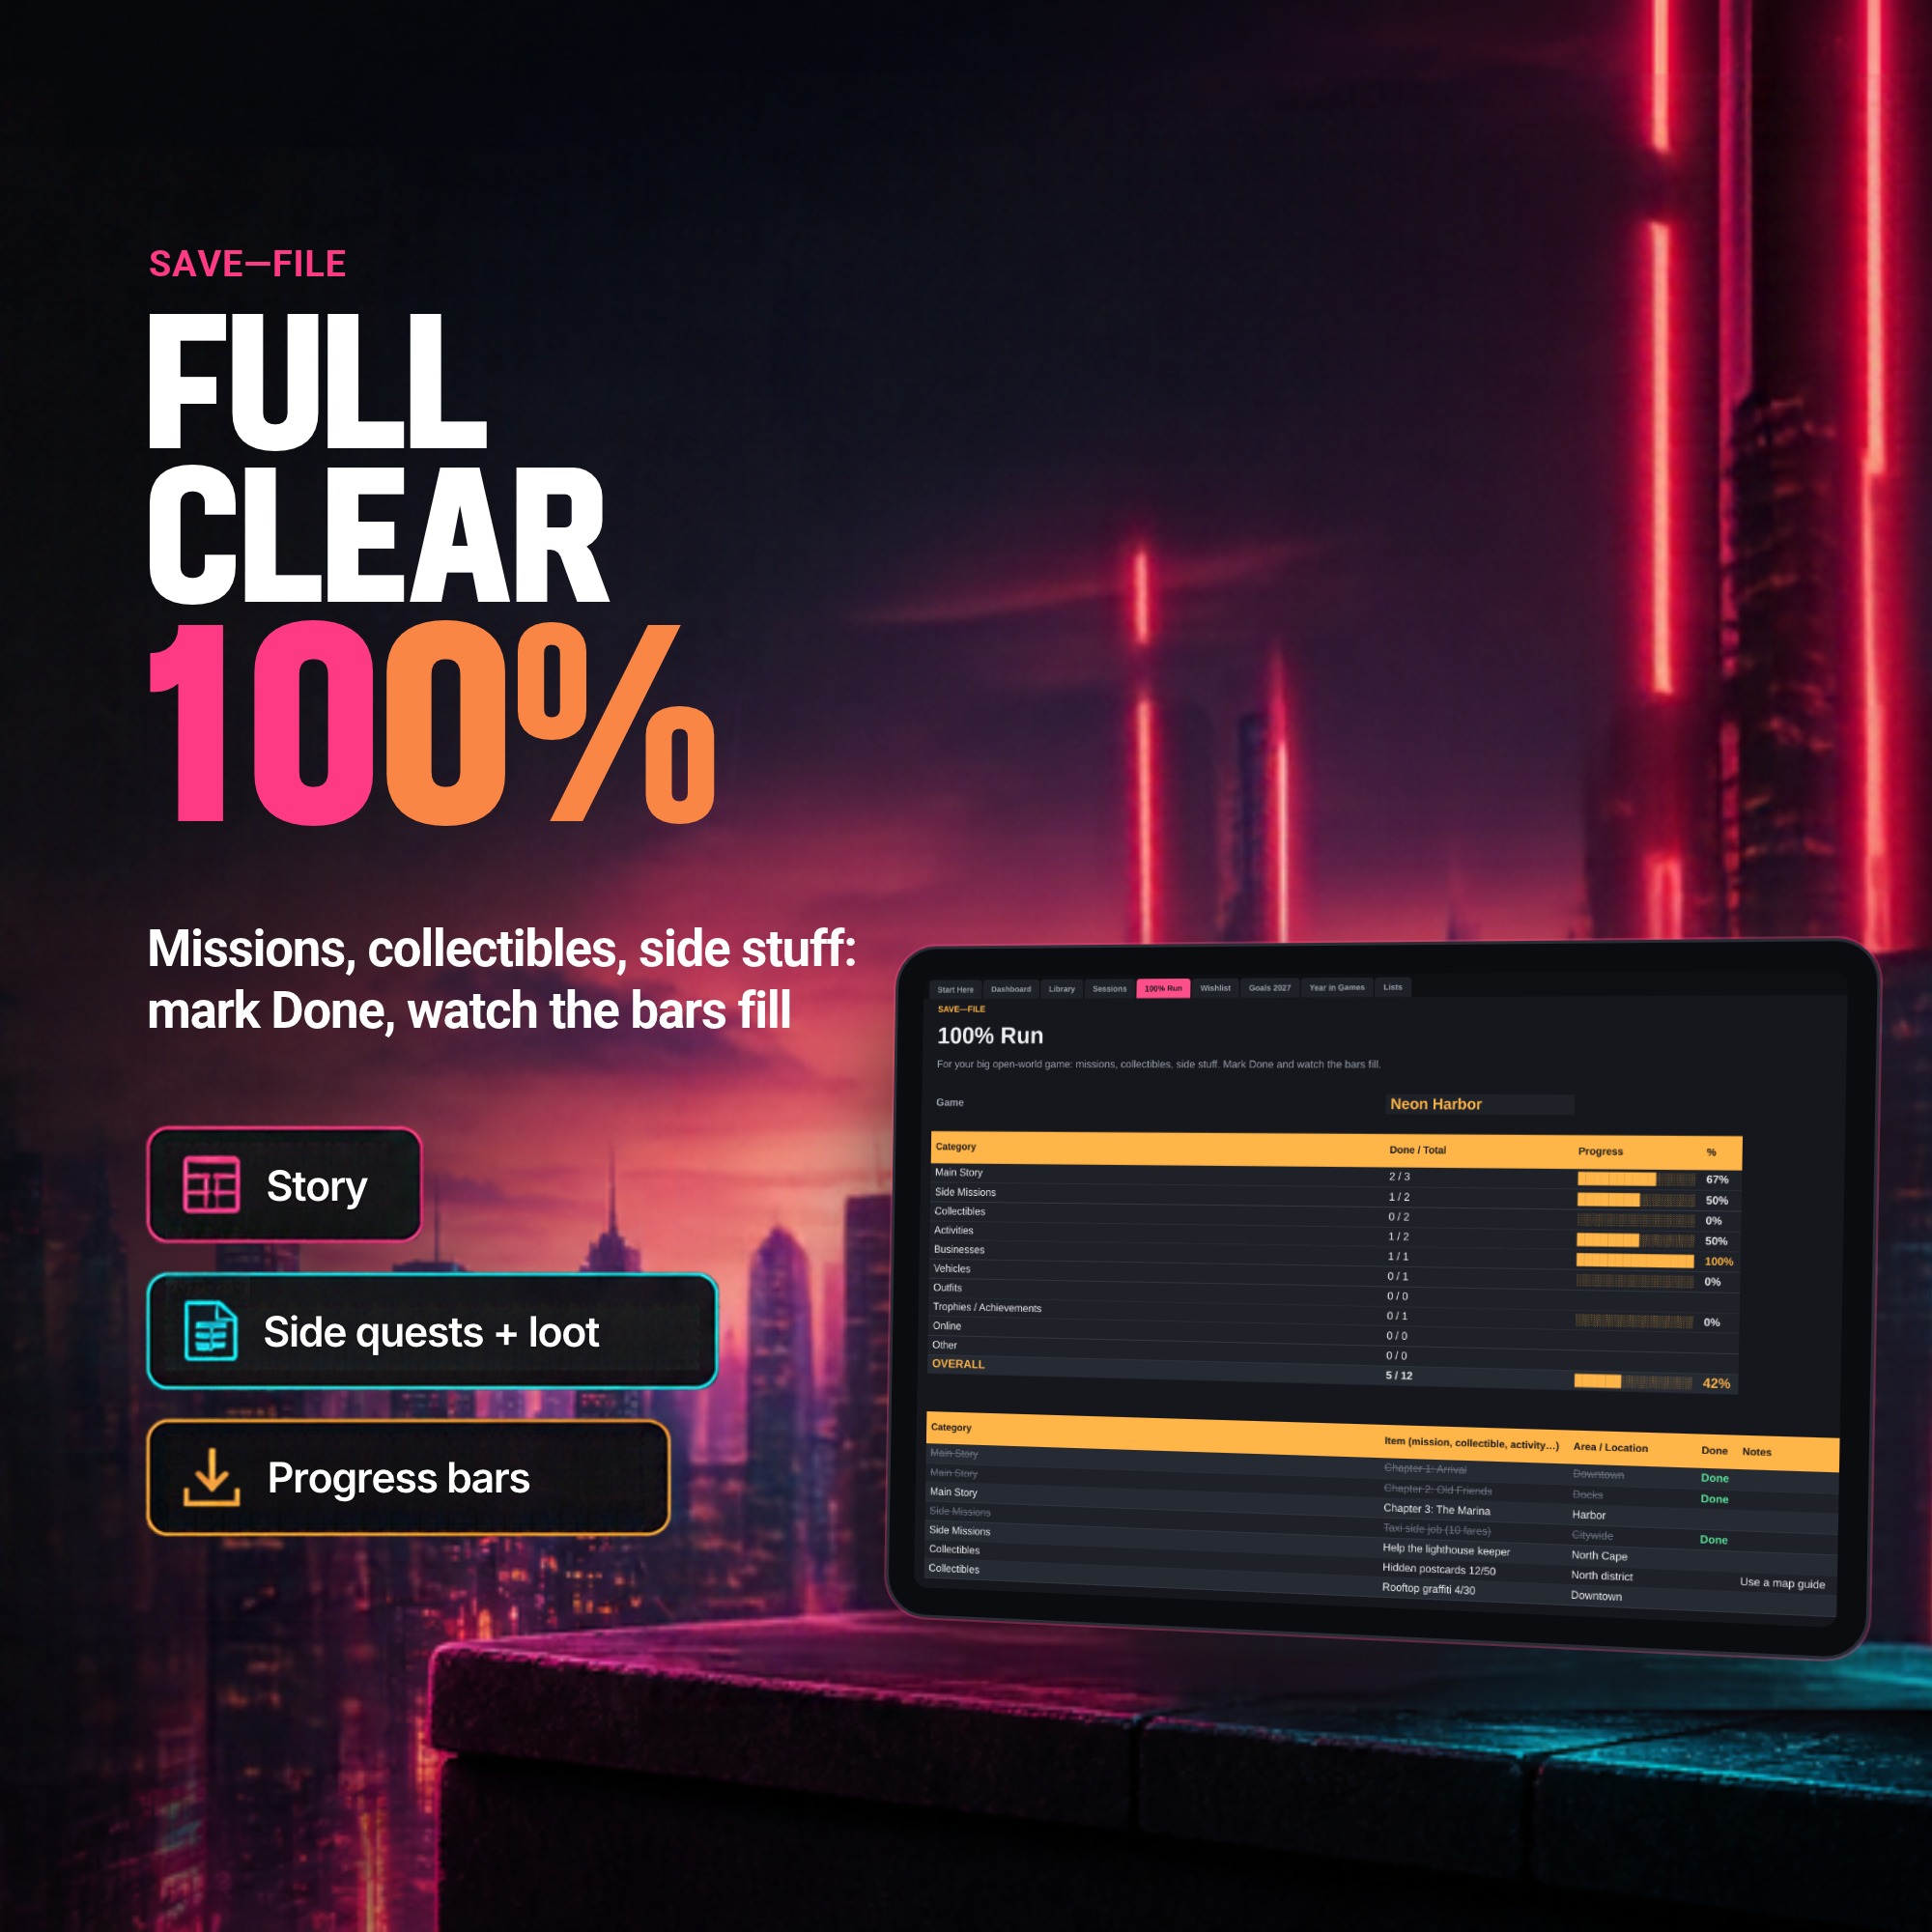 SAVE—FILE
FULL
CLEAR
100%
Missions, collectibles, side stuff:
mark Done, watch the bars fill
Story
Side quests + loot
Progress bars
Start Here Dashboard Library Sessions 100% Run Wishlist Goals 2027 Year in Games Lists
SAVE—FILE
100% Run
For your big open-world game: missions, collectibles, side stuff. Mark Done and watch the bars fill.
Game Neon Harbor
Category Done / Total Progress %
Main Story 2 / 3 67%
Side Missions 1 / 2 50%
Collectibles 0 / 2 0%
Activities 1 / 2 50%
Businesses 1 / 1 100%
Vehicles 0 / 1 0%
Outfits 0 / 0
Trophies / Achievements 0 / 1 0%
Online 0 / 0
Other 0 / 0
OVERALL 5 / 12 42%
Category Item (mission, collectible, activity...) Area / Location Done Notes
Main Story Chapter 1: Arrival Downtown Done
Main Story Chapter 2: Old Friends Docks Done
Main Story Chapter 3: The Marina Harbor
Side Missions Taxi side job (10 fares) Citywide Done
Side Missions Help the lighthouse keeper North Cape
Collectibles Hidden postcards 12/50 North district Use a map guide
Collectibles Rooftop graffiti 4/30 Downtown